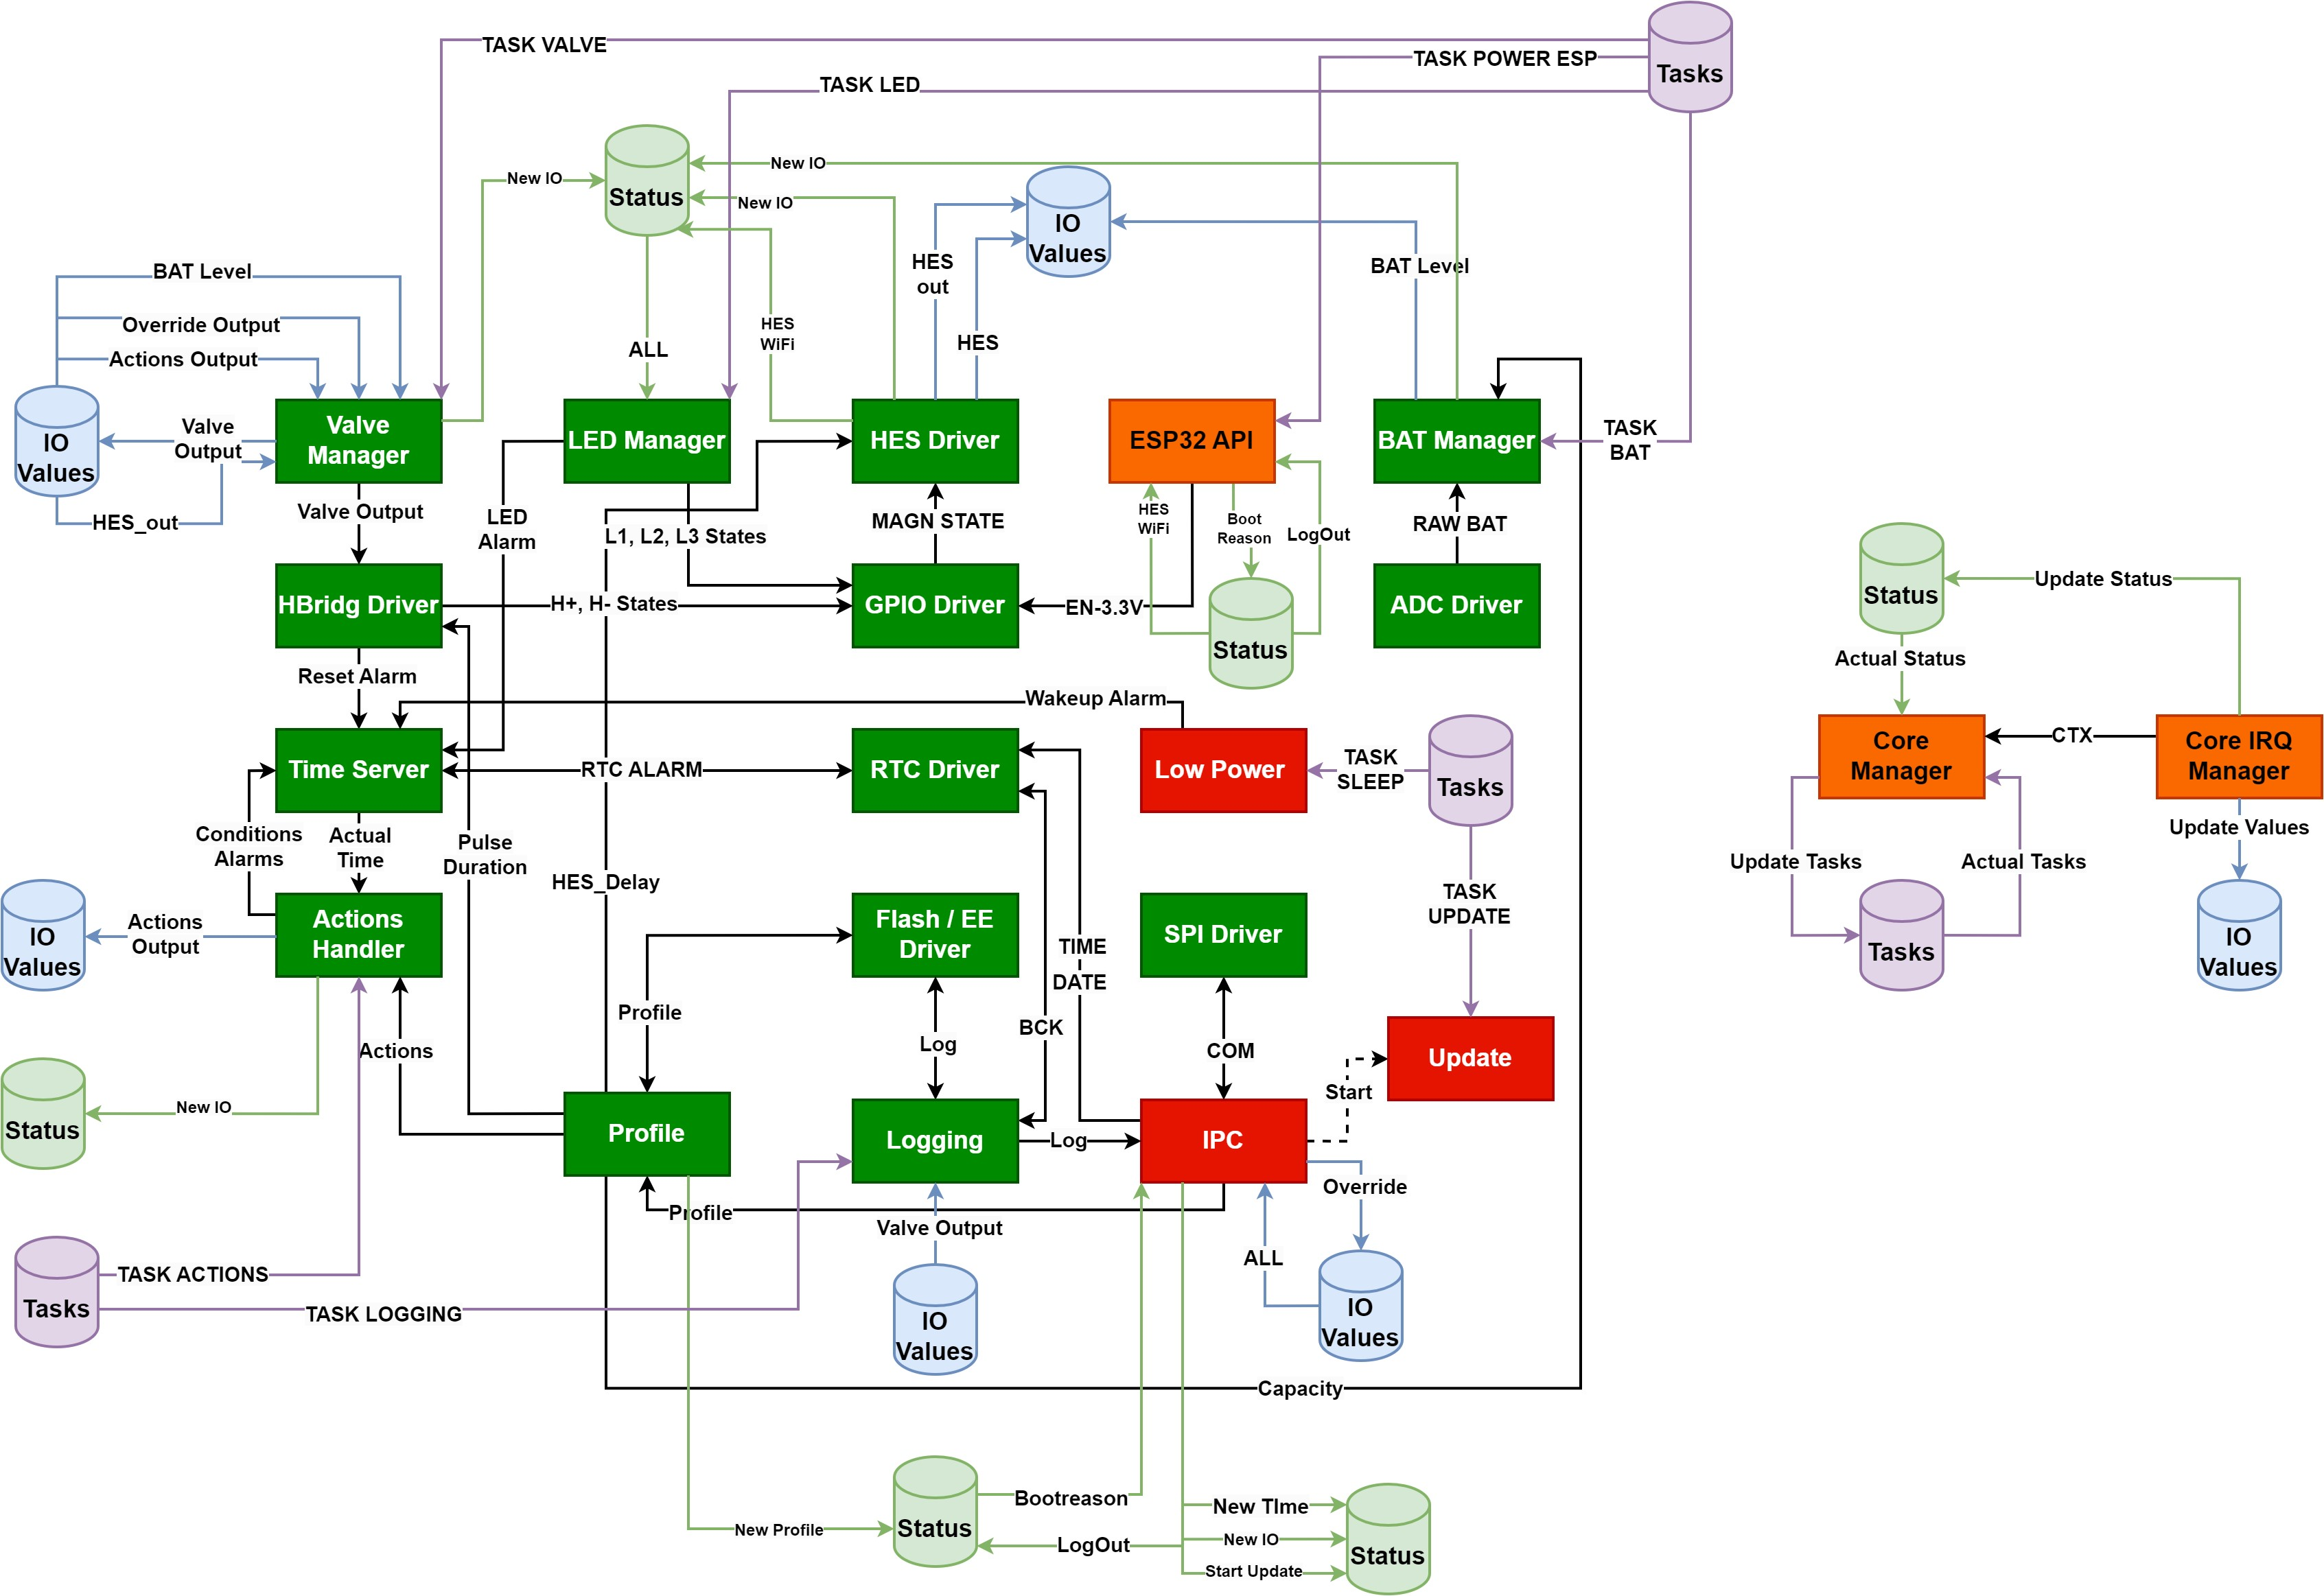 TASK VALVE
TASK POWER ESP
Tasks
TASK LED
New IO
New IO
Status
New IO
IO
Values
HES
out
BAT Level
BAT Level
Override Output
HES
WiFi
HES
ALL
Actions Output
Valve
Output
IO
Values
Valve
Manager
LED Manager
HES Driver
ESP32 API
BAT Manager
TASK
BAT
HES_out
Valve Output
LED
Alarm
L1, L2, L3 States
MAGN STATE
HES
WiFi
Boot
Reason
LogOut
RAW BAT
HBridg Driver
H+, H- States
GPIO Driver
EN-3.3V
Status
ADC Driver
Status
Update Status
Actual Status
Reset Alarm
Wakeup Alarm
Time Server
RTC ALARM
RTC Driver
Low Power
TASK
SLEEP
Tasks
Core
Manager
CTX
Core IRQ
Manager
Conditions
Alarms
Actual
Time
Pulse
Duration
HES_Delay
Update Tasks
Actual Tasks
Update Values
IO
Values
Actions
Output
Actions
Handler
Flash / EE
Driver
TIME
DATE
SPI Driver
TASK
UPDATE
Tasks
IO
Values
Profile
Log
BCK
COM
Update
Actions
Start
Status
New IO
Profile
Logging
Log
IPC
Profile
Valve Output
Override
ALL
Tasks
TASK ACTIONS
TASK LOGGING
IO
Values
IO
Values
Capacity
Status
Bootreason
New Profile
LogOut
New TIme
New IO
Start Update
Status